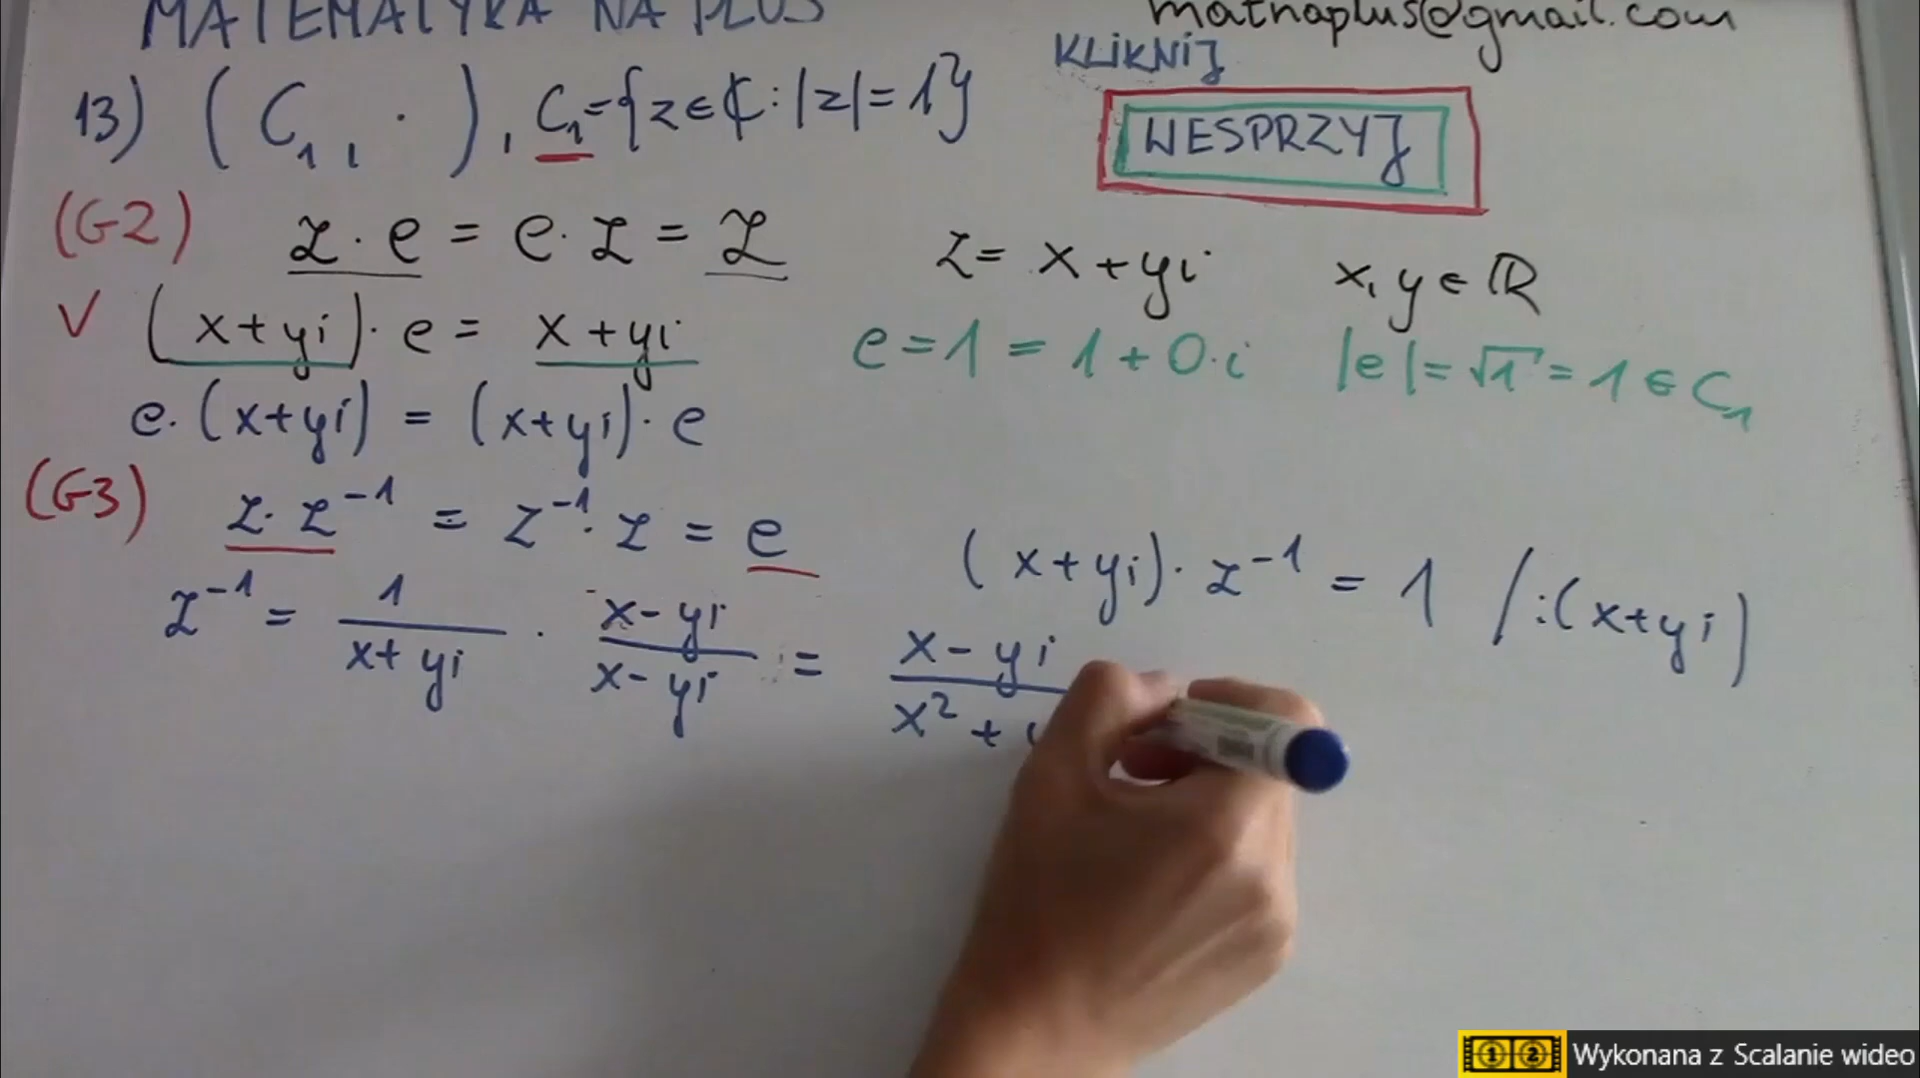 MATEMATYKA NA PLUS
mathaplus@gmail.com
KLIKNIJ
WESPRZYJ
13) (C₁, ·), C₁={z∈ℂ:|z|=1}
(G2) z·e = e·z = z z= x+yi x, y ∈ ℝ
V (x+yi)·e = x+yi e=1=1+0·i |e|=√1=1∈C₁
e·(x+yi) = (x+yi)·e
(G3) z·z⁻¹ = z⁻¹·z = e (x+yi)·z⁻¹ = 1 /:(x+yi)
z⁻¹ = 1/(x+yi) · (x-yi)/(x-yi) = (x-yi)/(x²+
Wykonana z Scalanie wideo